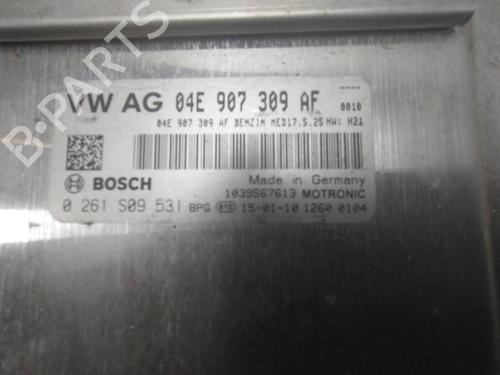 VW AG 04E 907 309 AF 0010
04E 907 309 AF BENZIN MED17.5.25 HW: H21
BOSCH Made in Germany
1039S67613 MOTRONIC
0 261 S09 531 BPG 15-01-10 1260 0104
B-Parts